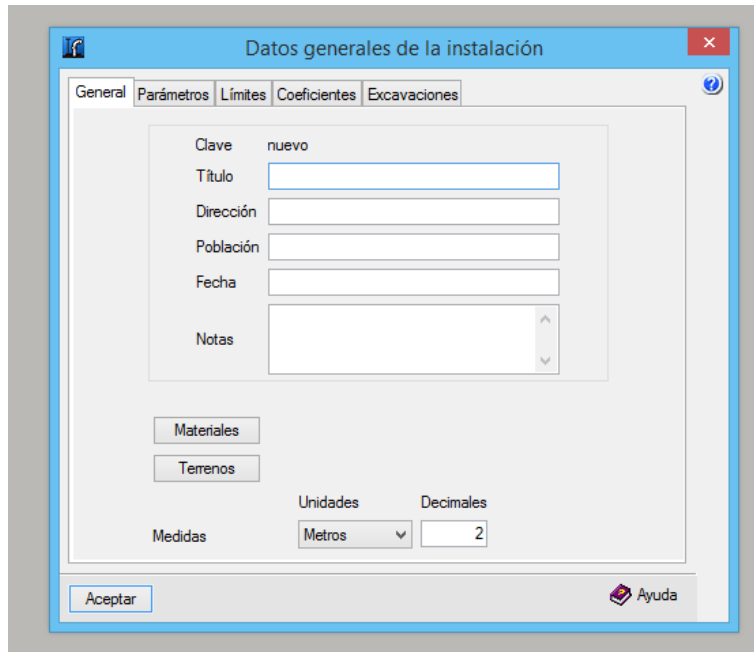 Datos generales de la instalación
General Parámetros Límites Coeficientes Excavaciones
Clave nuevo
Título
Dirección
Población
Fecha
Notas
Materiales
Terrenos
Unidades Decimales
Medidas Metros 2
Aceptar Ayuda